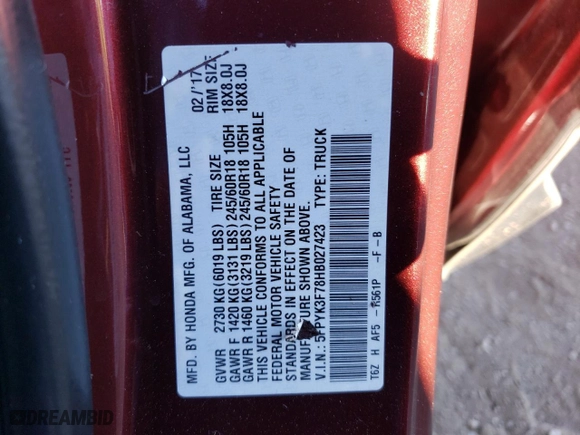 MFD. BY HONDA MFG. OF ALABAMA, LLC 02/'17
GVWR 2730 KG(6019 LBS) TIRE SIZE RIM SIZE
GAWR F 1420 KG(3131 LBS) 245/60R18 105H 18X8.0J
GAWR R 1460 KG(3219 LBS) 245/60R18 105H 18X8.0J
THIS VEHICLE CONFORMS TO ALL APPLICABLE
FEDERAL MOTOR VEHICLE SAFETY
STANDARDS IN EFFECT ON THE DATE OF
MANUFACTURE SHOWN ABOVE.
V.I.N.: 5FPYK3F78HB027423 TYPE: TRUCK
T6Z H AF5 -R561P -F-B
DREAMBID